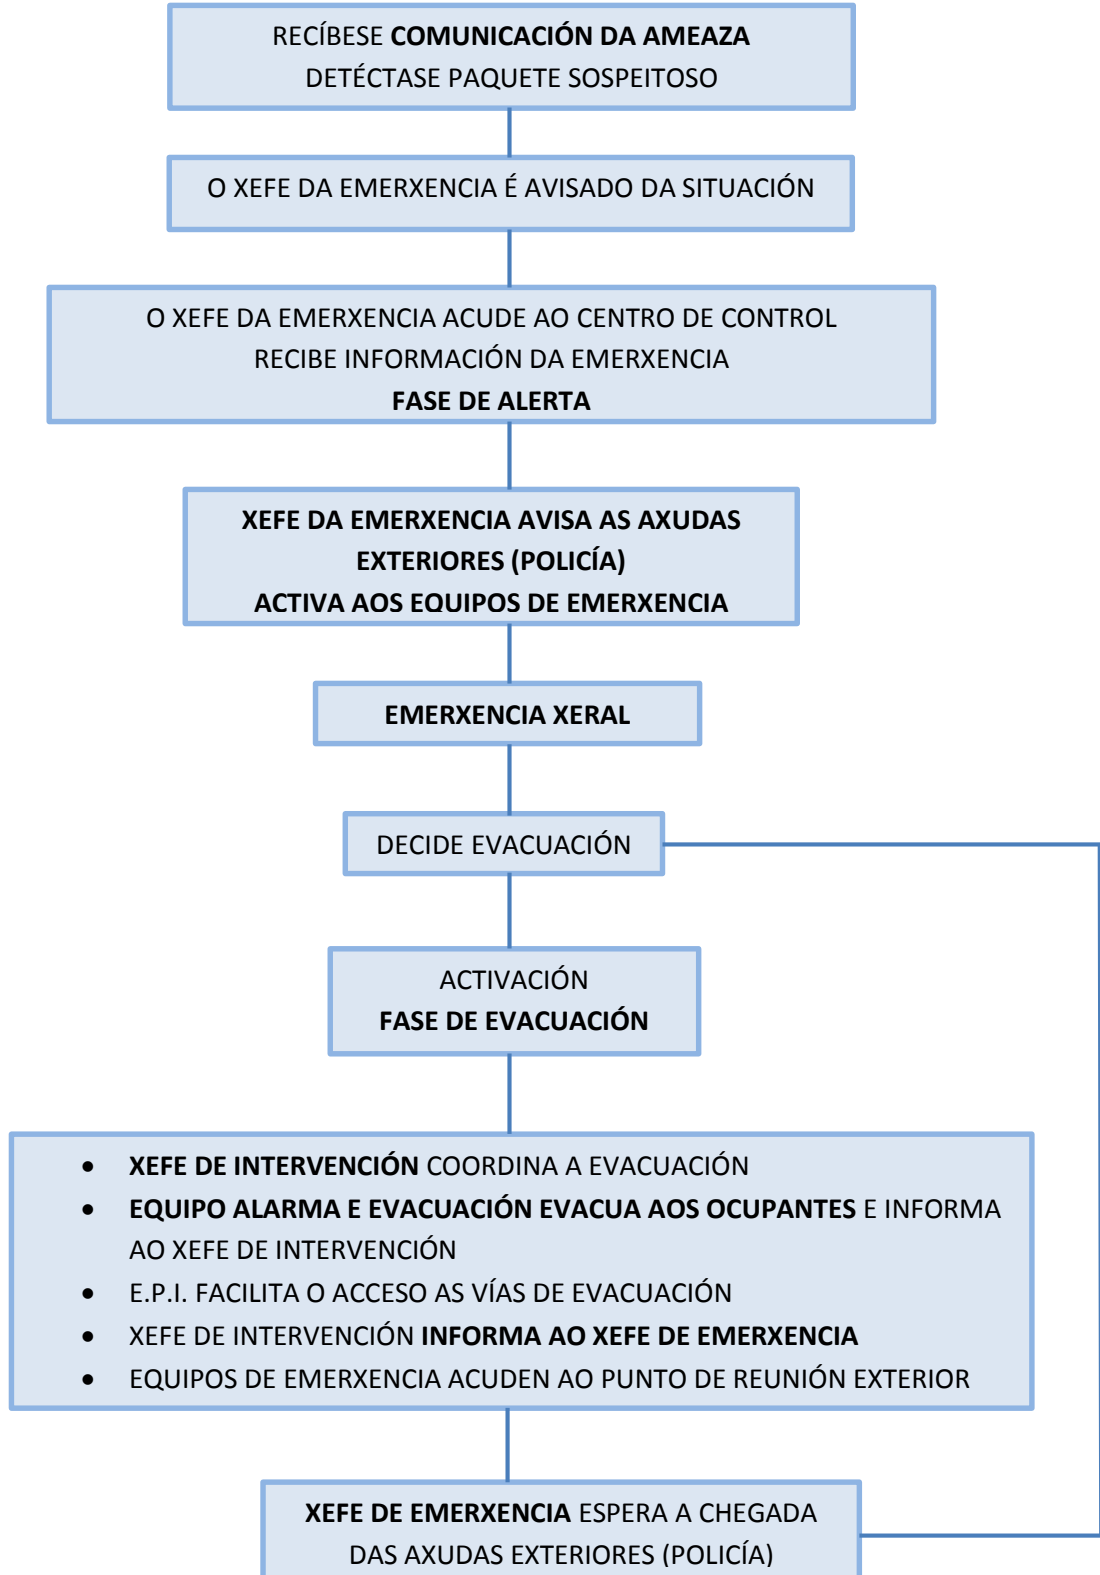 RECÍBESE COMUNICACIÓN DA AMEAZA
DETÉCTASE PAQUETE SOSPEITOSO
O XEFE DA EMERXENCIA É AVISADO DA SITUACIÓN
O XEFE DA EMERXENCIA ACUDE AO CENTRO DE CONTROL
RECIBE INFORMACIÓN DA EMERXENCIA
FASE DE ALERTA
XEFE DA EMERXENCIA AVISA AS AXUDAS
EXTERIORES (POLICÍA)
ACTIVA AOS EQUIPOS DE EMERXENCIA
EMERXENCIA XERAL
DECIDE EVACUACIÓN
ACTIVACIÓN
FASE DE EVACUACIÓN
• XEFE DE INTERVENCIÓN COORDINA A EVACUACIÓN
• EQUIPO ALARMA E EVACUACIÓN EVACUA AOS OCUPANTES E INFORMA
AO XEFE DE INTERVENCIÓN
• E.P.I. FACILITA O ACCESO AS VÍAS DE EVACUACIÓN
• XEFE DE INTERVENCIÓN INFORMA AO XEFE DE EMERXENCIA
• EQUIPOS DE EMERXENCIA ACUDEN AO PUNTO DE REUNIÓN EXTERIOR
XEFE DE EMERXENCIA ESPERA A CHEGADA
DAS AXUDAS EXTERIORES (POLICÍA)